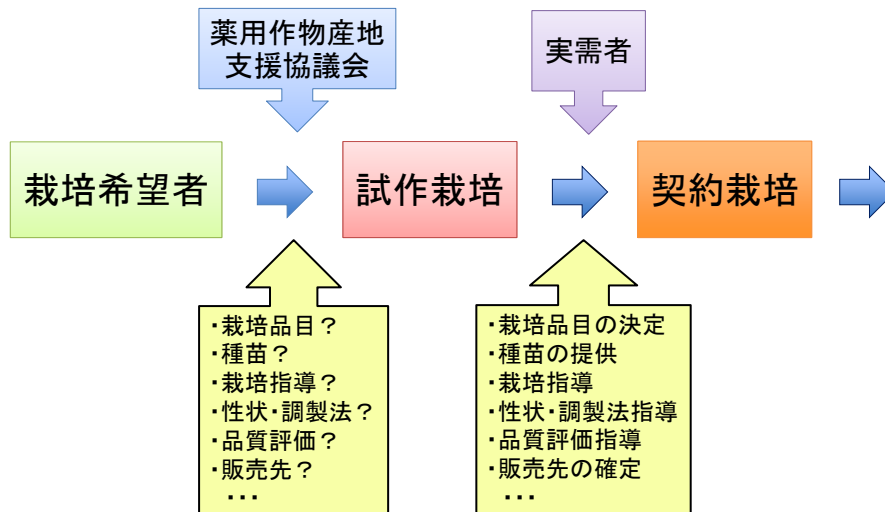 薬用作物産地
支援協議会
実需者
栽培希望者
試作栽培
契約栽培
・栽培品目？
・種苗？
・栽培指導？
・性状・調製法？
・品質評価？
・販売先？
・・・
・栽培品目の決定
・種苗の提供
・栽培指導
・性状・調製法指導
・品質評価指導
・販売先の確定
・・・